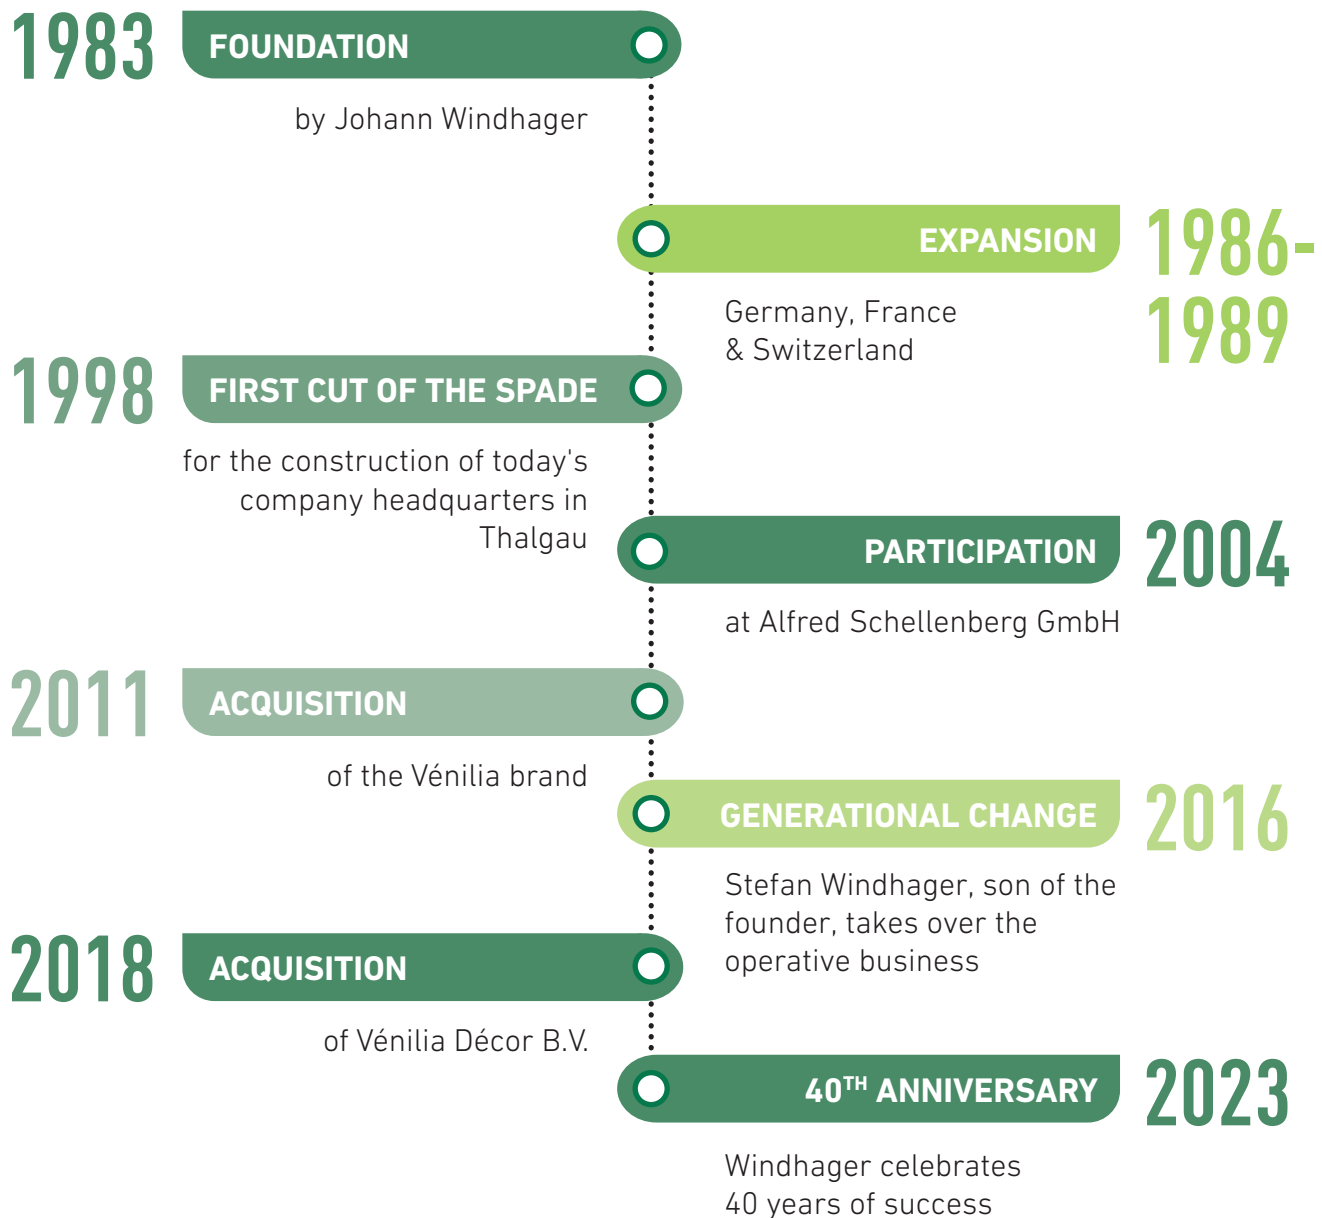 1983
FOUNDATION
by Johann Windhager
EXPANSION
1986-
1989
Germany, France
& Switzerland
1998
FIRST CUT OF THE SPADE
for the construction of today's
company headquarters in
Thalgau
PARTICIPATION
2004
at Alfred Schellenberg GmbH
2011
ACQUISITION
of the Vénilia brand
GENERATIONAL CHANGE
2016
Stefan Windhager, son of the
founder, takes over the
operative business
2018
ACQUISITION
of Vénilia Décor B.V.
40TH ANNIVERSARY
2023
Windhager celebrates
40 years of success